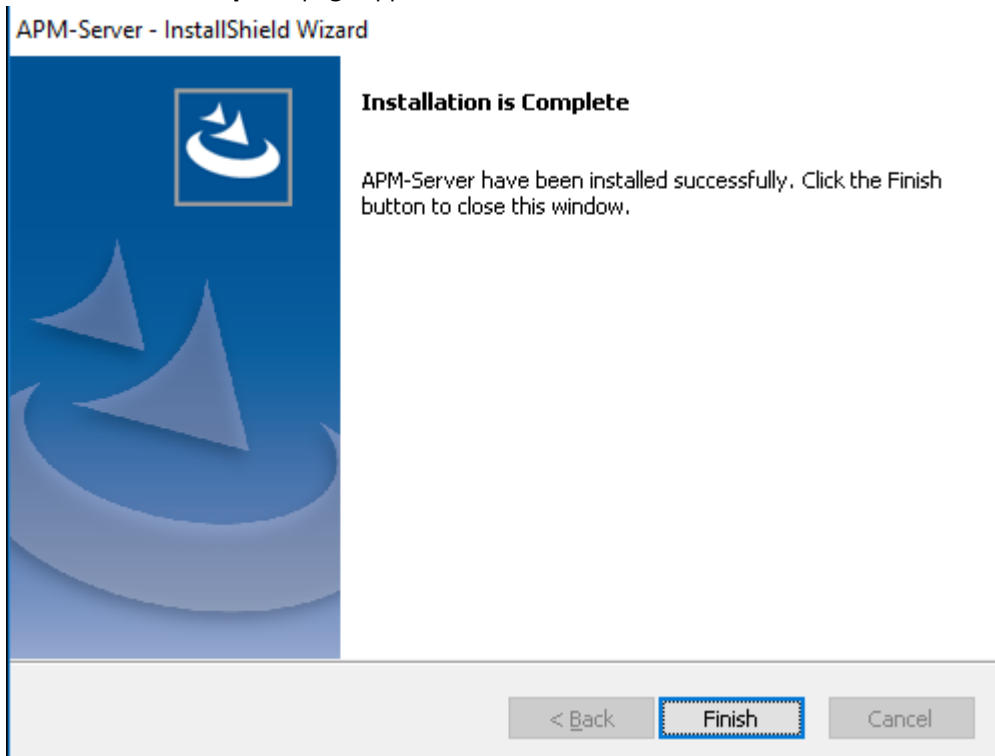 APM-Server - InstallShield Wizard
Installation is Complete
APM-Server have been installed successfully. Click the Finish
button to close this window.
< Back
Finish
Cancel